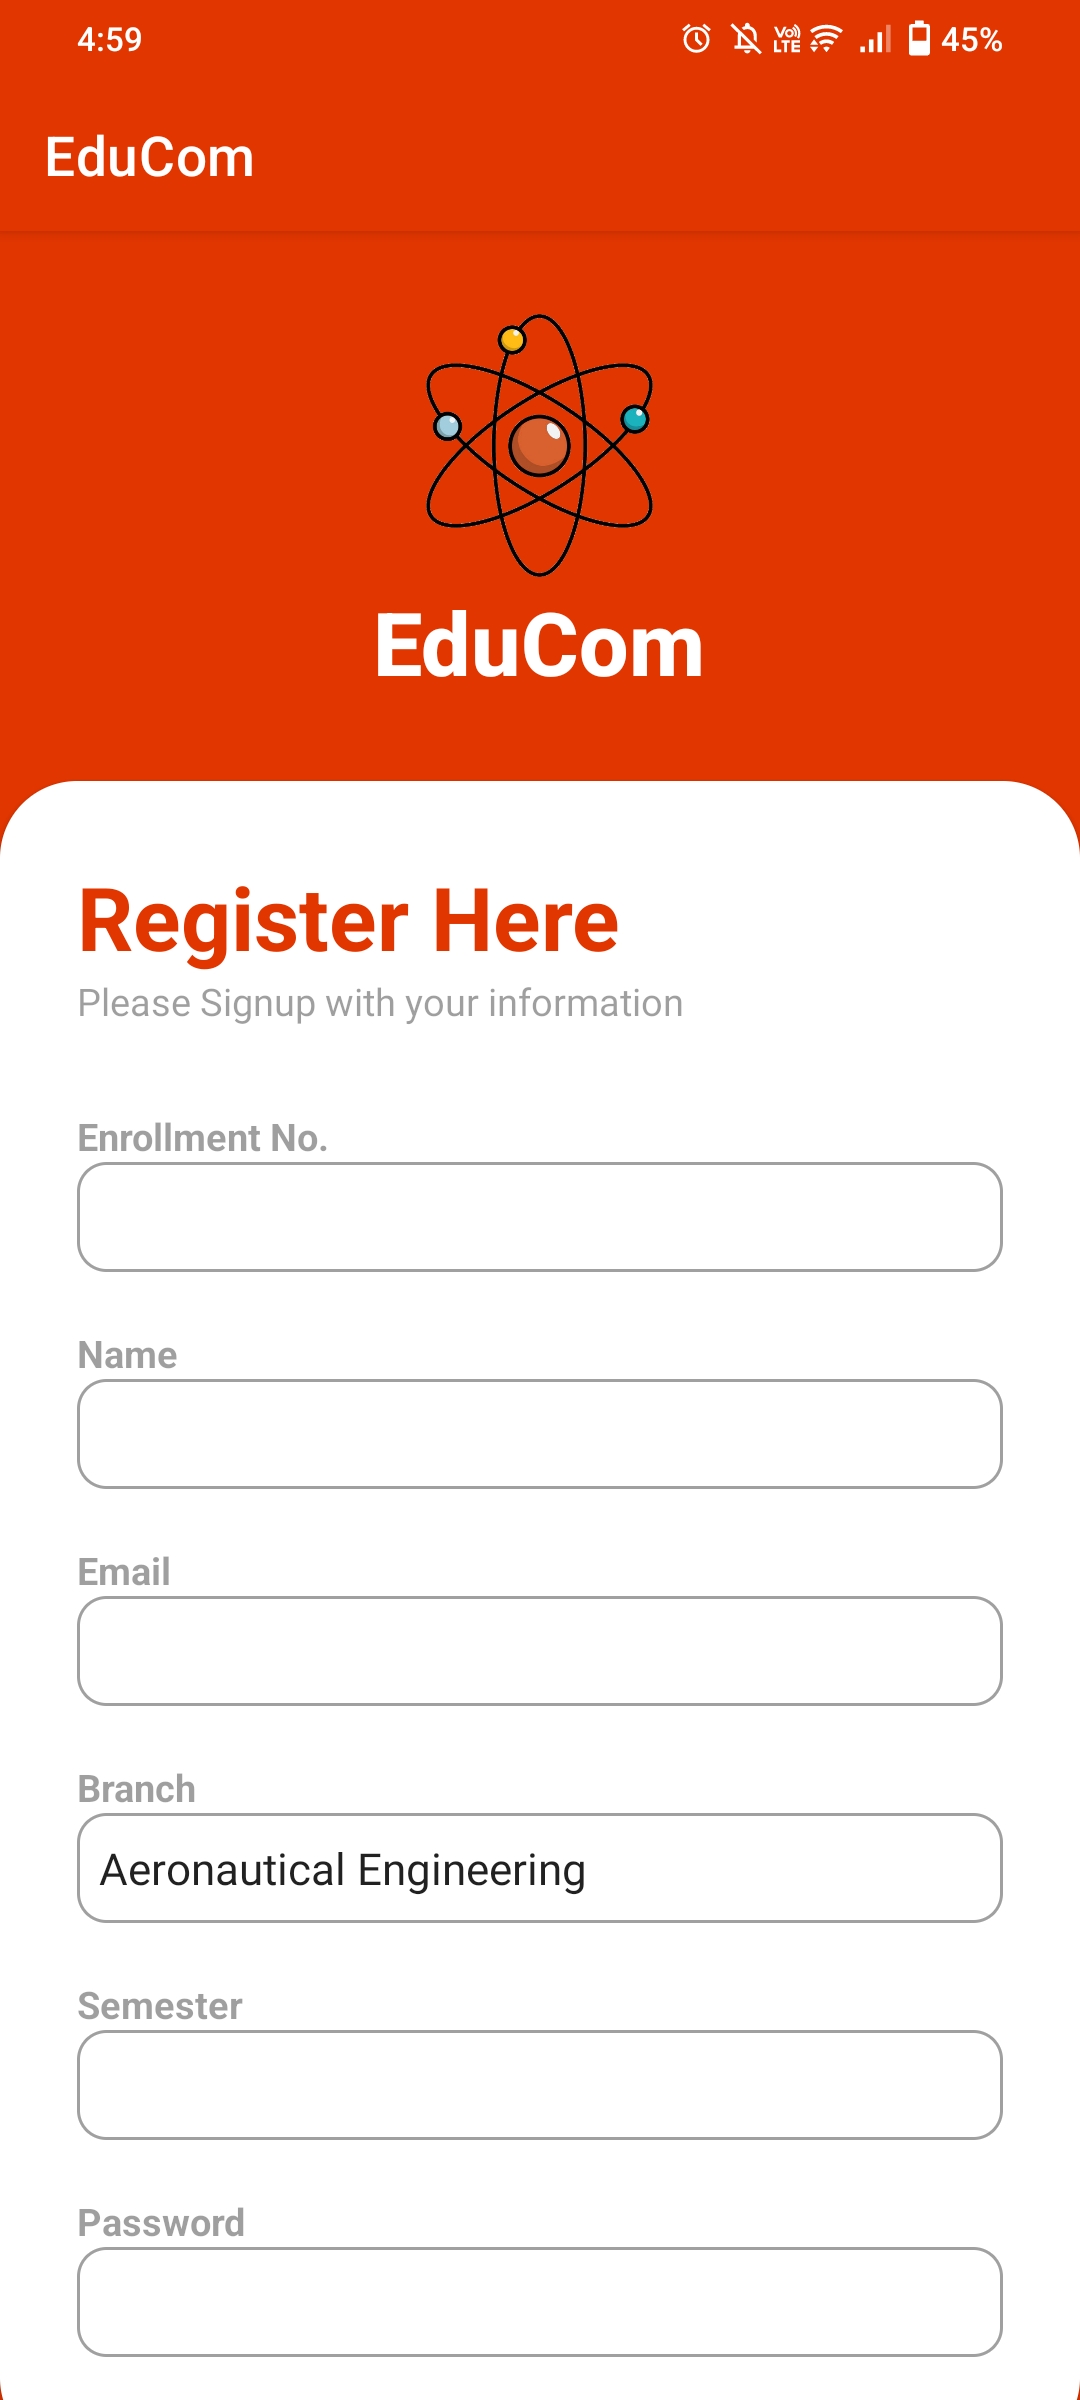 4:59
Vo)) LTE 45%
EduCom
EduCom
Register Here
Please Signup with your information
Enrollment No.
Name
Email
Branch
Aeronautical Engineering
Semester
Password